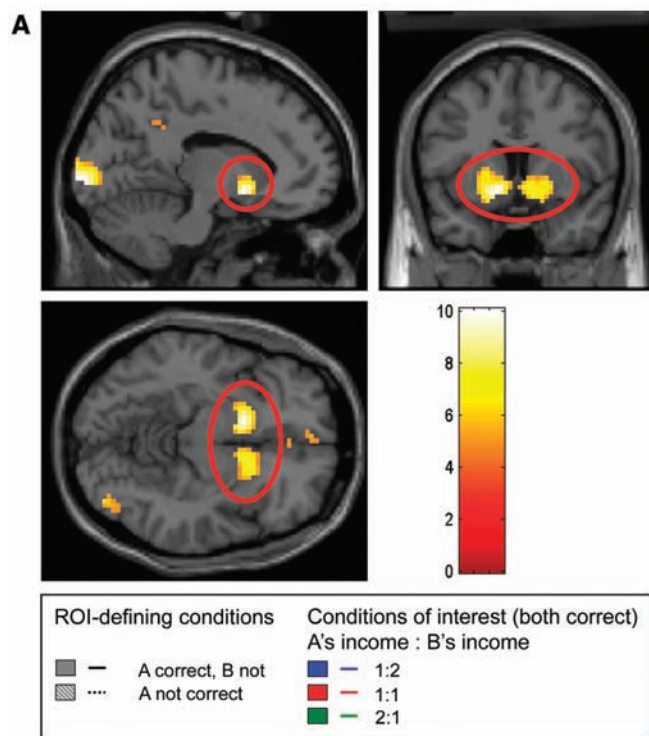 A
10
8
6
4
2
0
ROI-defining conditions
A correct, B not
A not correct
Conditions of interest (both correct)
A's income : B's income
1:2
1:1
2:1